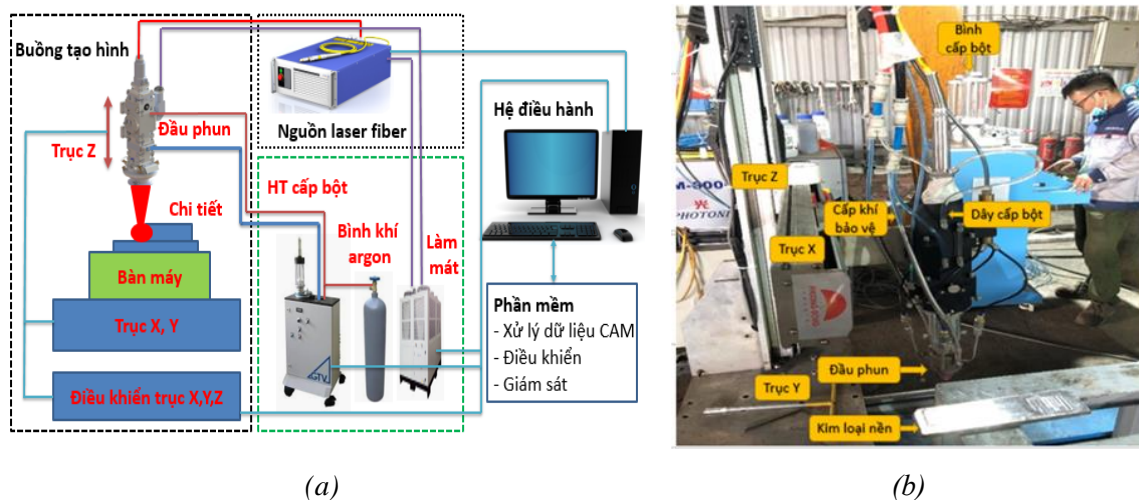 Buồng tạo hình
Đầu phun
Trục Z
Chi tiết
Bàn máy
Trục X, Y
Điều khiển trục X,Y,Z
Nguồn laser fiber
HT cấp bột
Bình khí
argon
Làm
mát
GTV
Hệ điều hành
Phần mềm
- Xử lý dữ liệu CAM
- Điều khiển
- Giám sát
(a)
Bình
cấp bột
Trục Z
M-500
PHOTONI
Cấp khí
bảo vệ
Dây cấp bột
Trục X
Đầu phun
Trục Y
Kim loại nền
(b)